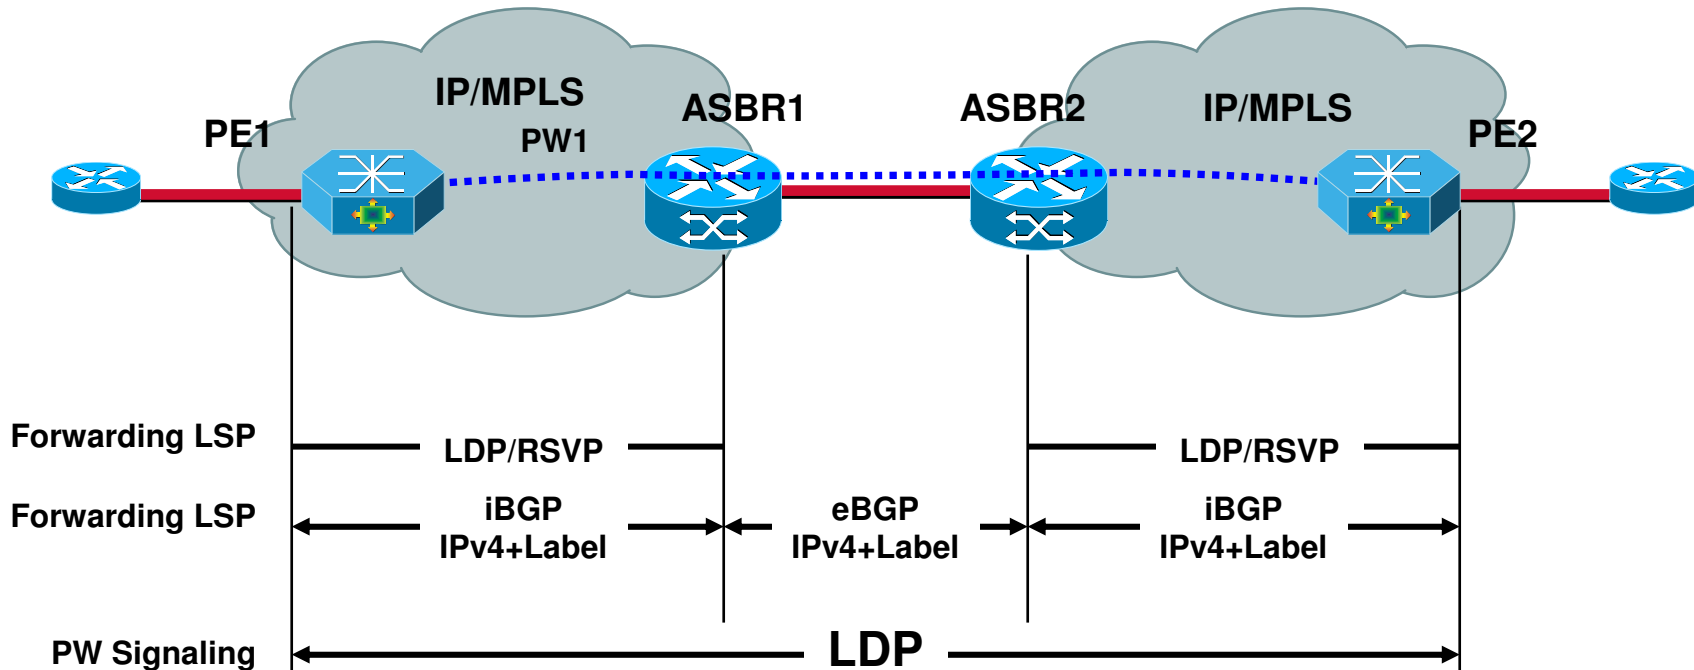 IP/MPLS
ASBR1
ASBR2
IP/MPLS
PE1
PW1
PE2
Forwarding LSP
LDP/RSVP
LDP/RSVP
Forwarding LSP
iBGP
IPv4+Label
eBGP
IPv4+Label
iBGP
IPv4+Label
PW Signaling
LDP